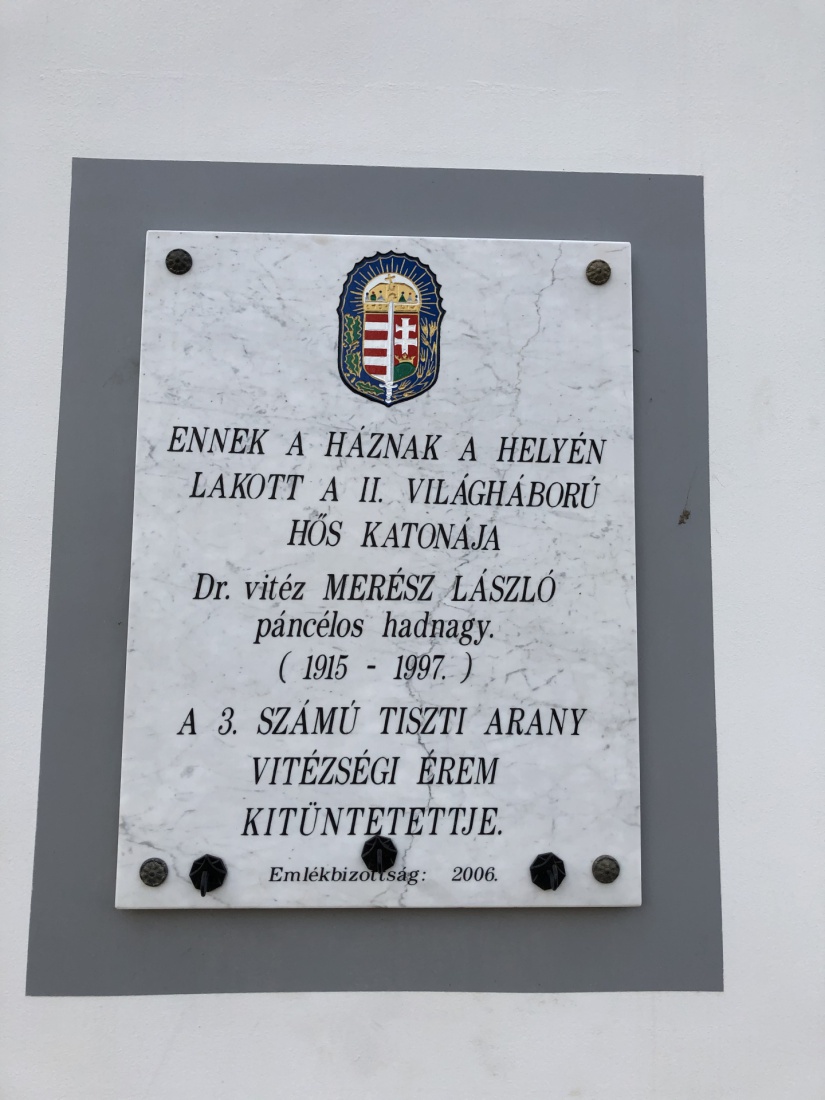 ENNEK A HÁZNAK A HELYÉN
LAKOTT A II. VILÁGHÁBORÚ
HŐS KATONÁJA
Dr. vitéz MERÉSZ LÁSZLÓ
páncélos hadnagy.
( 1915 - 1997. )
A 3. SZÁMÚ TISZTI ARANY
VITÉZSÉGI ÉREM
KITÜNTETETTJE.
Emlékbizottság: 2006.